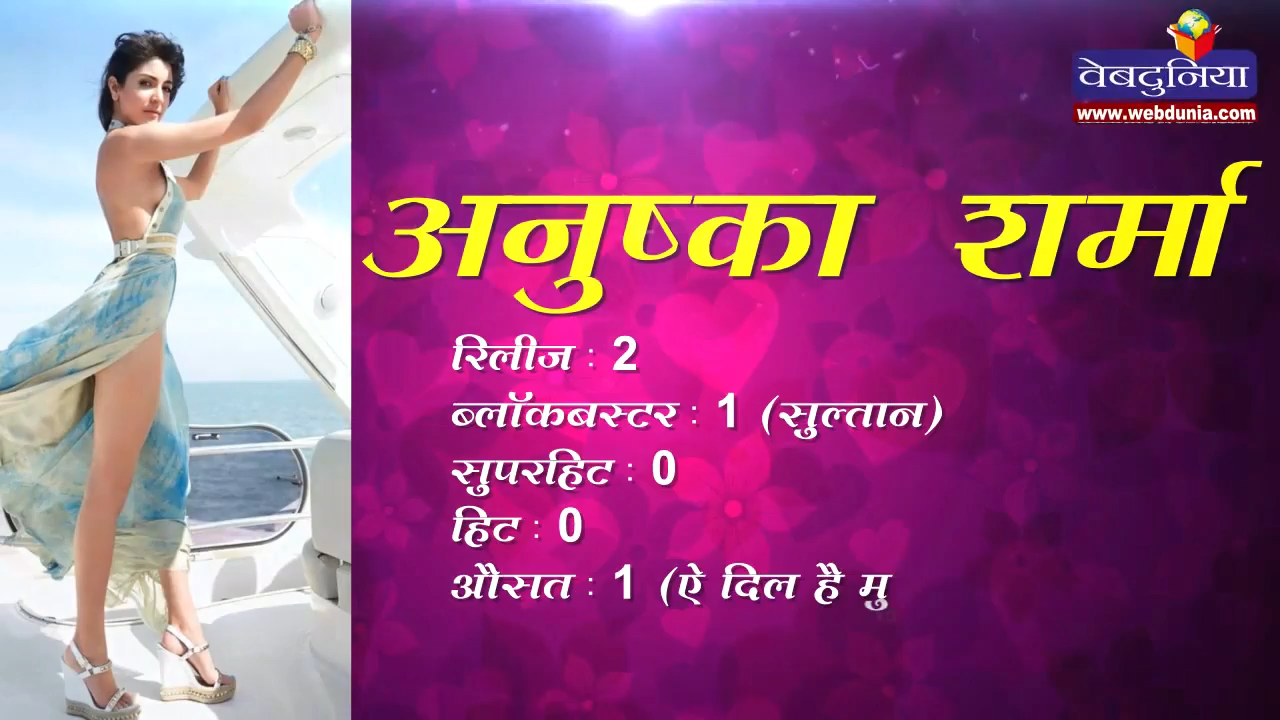 वेबदुनिया
www.webdunia.com
अनुष्का शर्मा
रिलीज : 2
ब्लॉकबस्टर : 1 (सुल्तान)
सुपरहिट : 0
हिट : 0
औसत : 1 (ऐ दिल है मु